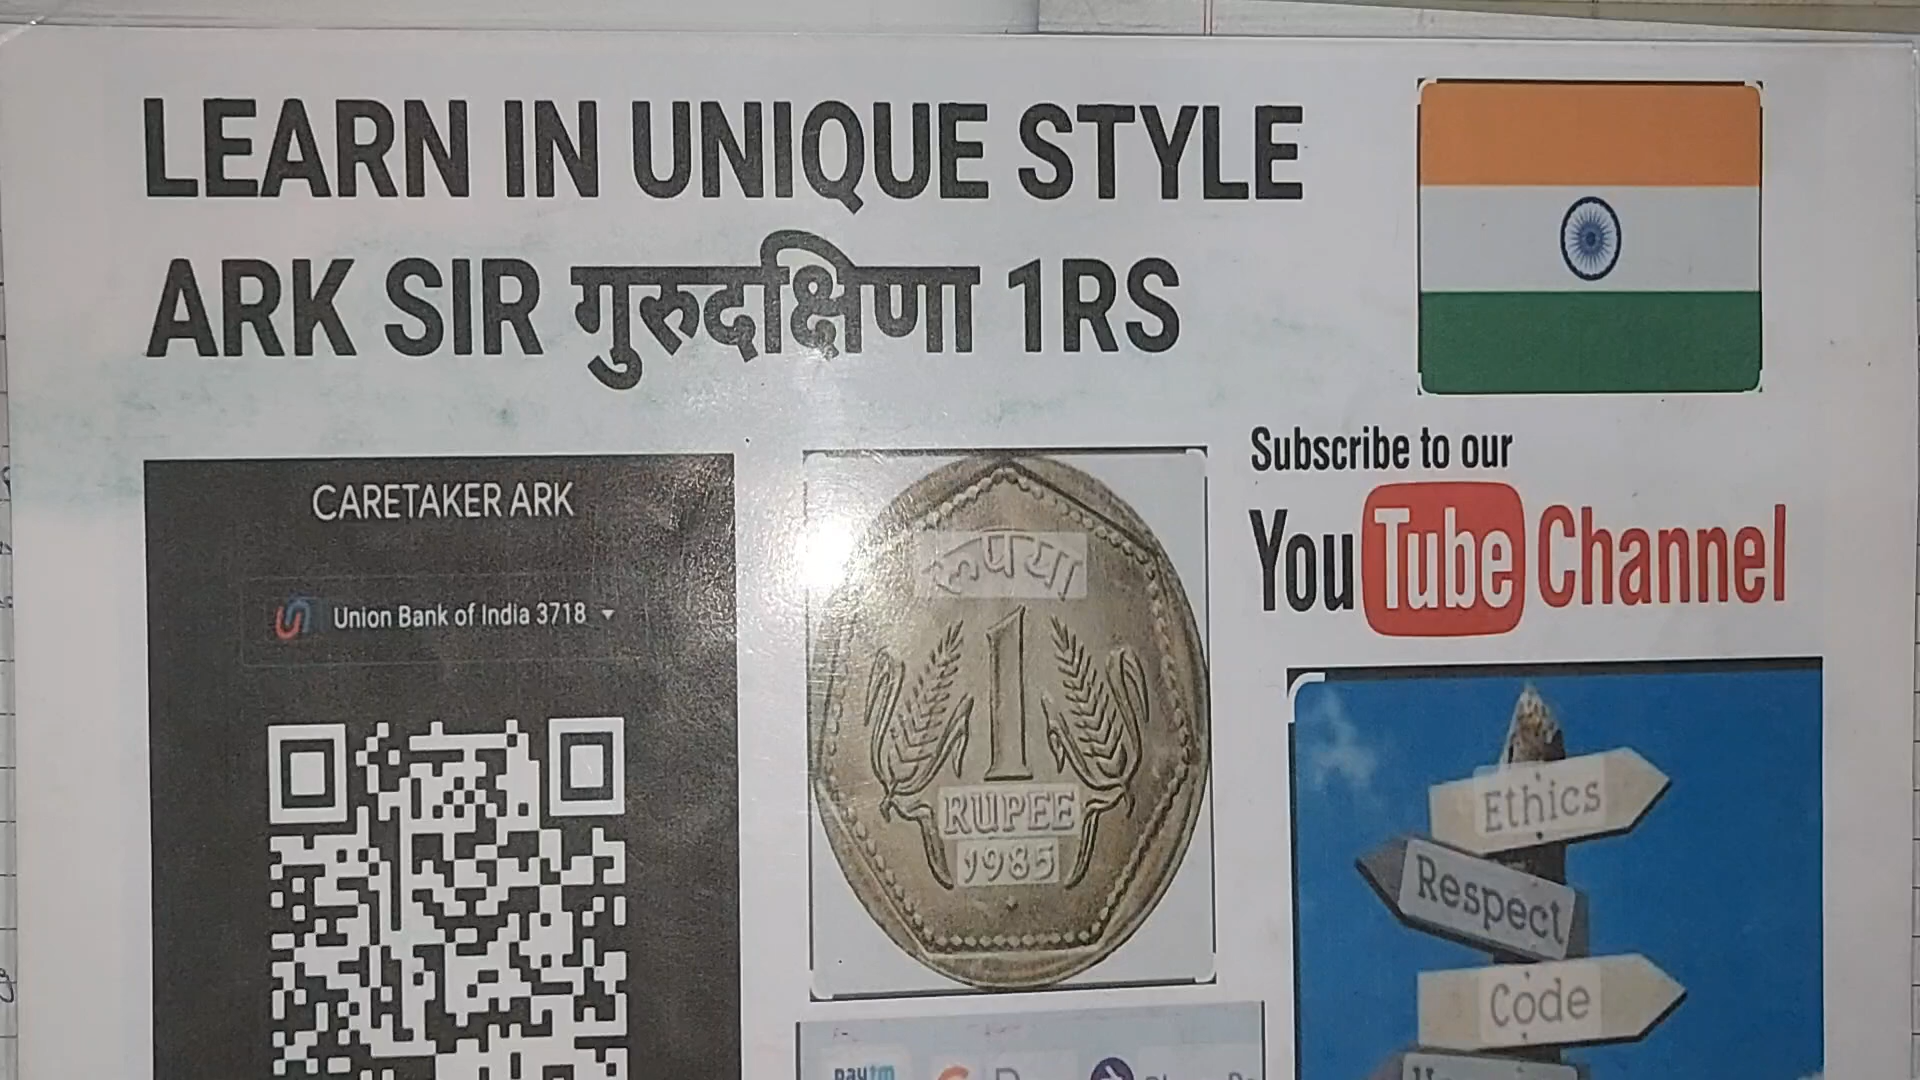 LEARN IN UNIQUE STYLE
ARK SIR गुरुदक्षिणा 1RS
CARETAKER ARK
Union Bank of India 3718
रूपया
1
RUPEE
1985
Subscribe to our
YouTube Channel
Ethics
Respect
Code
paytm